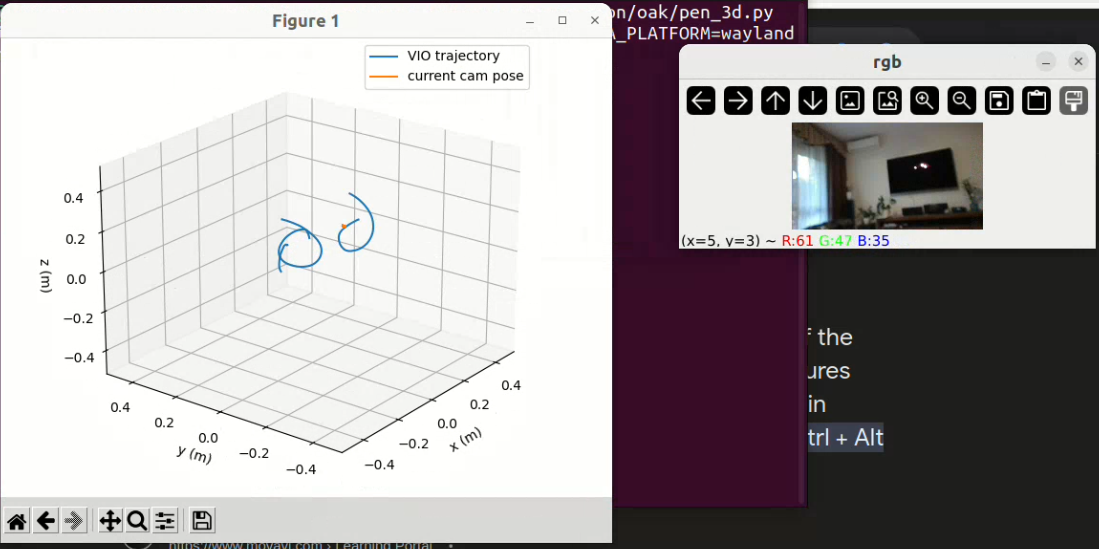 Figure 1
on/oak/pen_3d.py
A_PLATFORM=wayland
VIO trajectory
current cam pose
rgb
(x=5, y=3) ~ R:61 G:47 B:35
0.4
0.2
0.0
−0.2
−0.4
z (m)
0.4
0.2
0.0
−0.2
−0.4
y (m)
−0.4
−0.2
0.0
0.2
0.4
x (m)
f the
ures
in
trl + Alt
https://www.movavi.com › Learning Portal